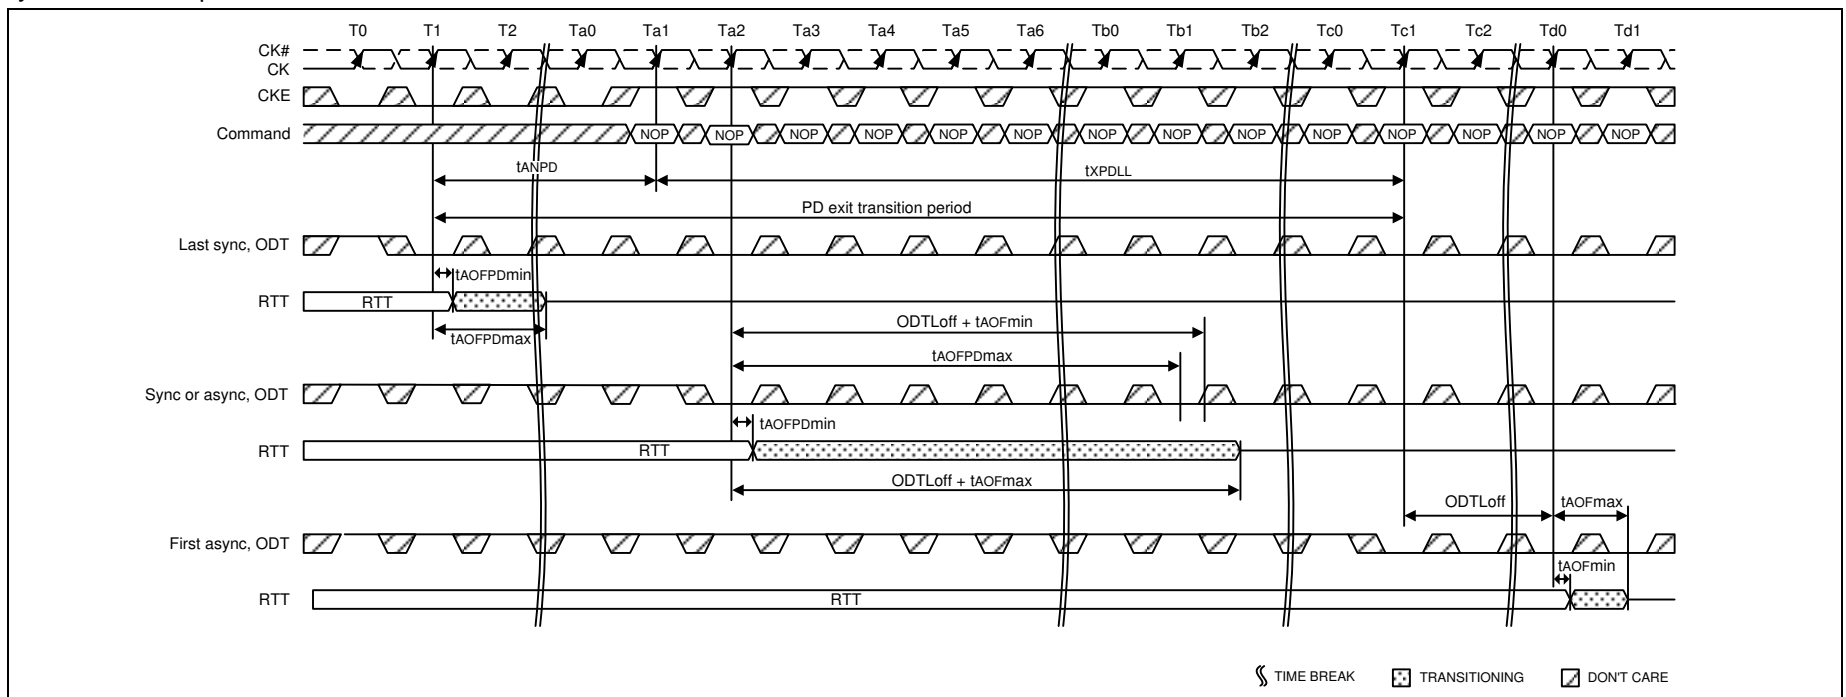 T0 T1 T2 Ta0 Ta1 Ta2 Ta3 Ta4 Ta5 Ta6 Tb0 Tb1 Tb2 Tc0 Tc1 Tc2 Td0 Td1
CK#
CK
CKE
Command NOP NOP NOP NOP NOP NOP NOP NOP NOP NOP NOP NOP NOP NOP
tANPD tXPDLL
PD exit transition period
Last sync, ODT
tAOFPDmin
RTT RTT
tAOFPDmax
ODTLoff + tAOFmin
tAOFPDmax
Sync or async, ODT
tAOFPDmin
RTT RTT
ODTLoff + tAOFmax
ODTLoff tAOFmax
First async, ODT
tAOFmin
RTT RTT
TIME BREAK TRANSITIONING DON'T CARE